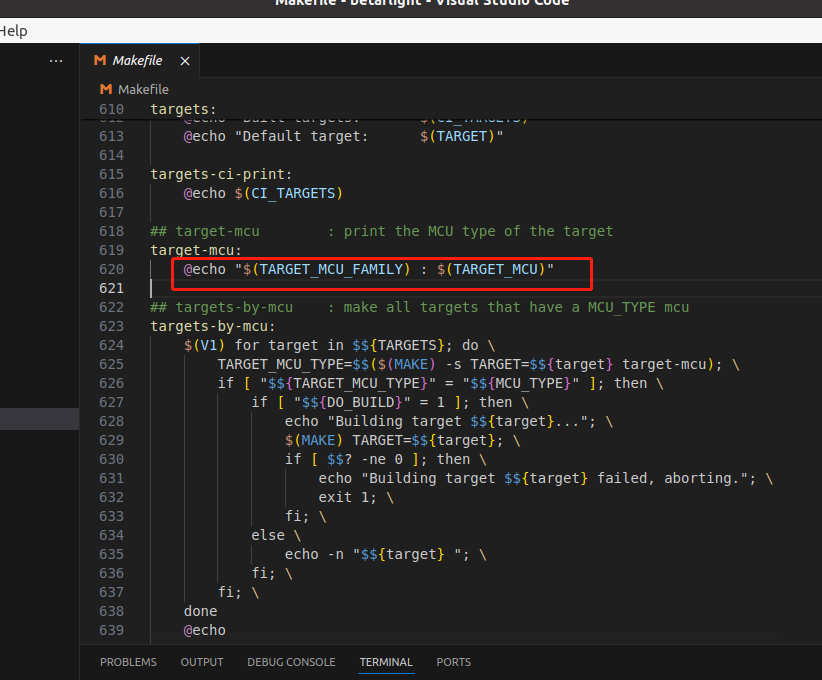 Makefile - Betaflight - Visual Studio Code
Help
... Makefile ×
Makefile
610 targets:
612 @echo "Built targets: $(CI_TARGETS)"
613 @echo "Default target: $(TARGET)"
614
615 targets-ci-print:
616 @echo $(CI_TARGETS)
617
618 ## target-mcu : print the MCU type of the target
619 target-mcu:
620 @echo "$(TARGET_MCU_FAMILY) : $(TARGET_MCU)"
621
622 ## targets-by-mcu : make all targets that have a MCU_TYPE mcu
623 targets-by-mcu:
624 $(V1) for target in $${TARGETS}; do \
625 TARGET_MCU_TYPE=$$($(MAKE) -s TARGET=$${target} target-mcu); \
626 if [ "$${TARGET_MCU_TYPE}" = "$${MCU_TYPE}" ]; then \
627 if [ "$${DO_BUILD}" = 1 ]; then \
628 echo "Building target $${target}..."; \
629 $(MAKE) TARGET=$${target}; \
630 if [ $$? -ne 0 ]; then \
631 echo "Building target $${target} failed, aborting."; \
632 exit 1; \
633 fi; \
634 else \
635 echo -n "$${target} "; \
636 fi; \
637 fi; \
638 done
639 @echo
PROBLEMS OUTPUT DEBUG CONSOLE TERMINAL PORTS